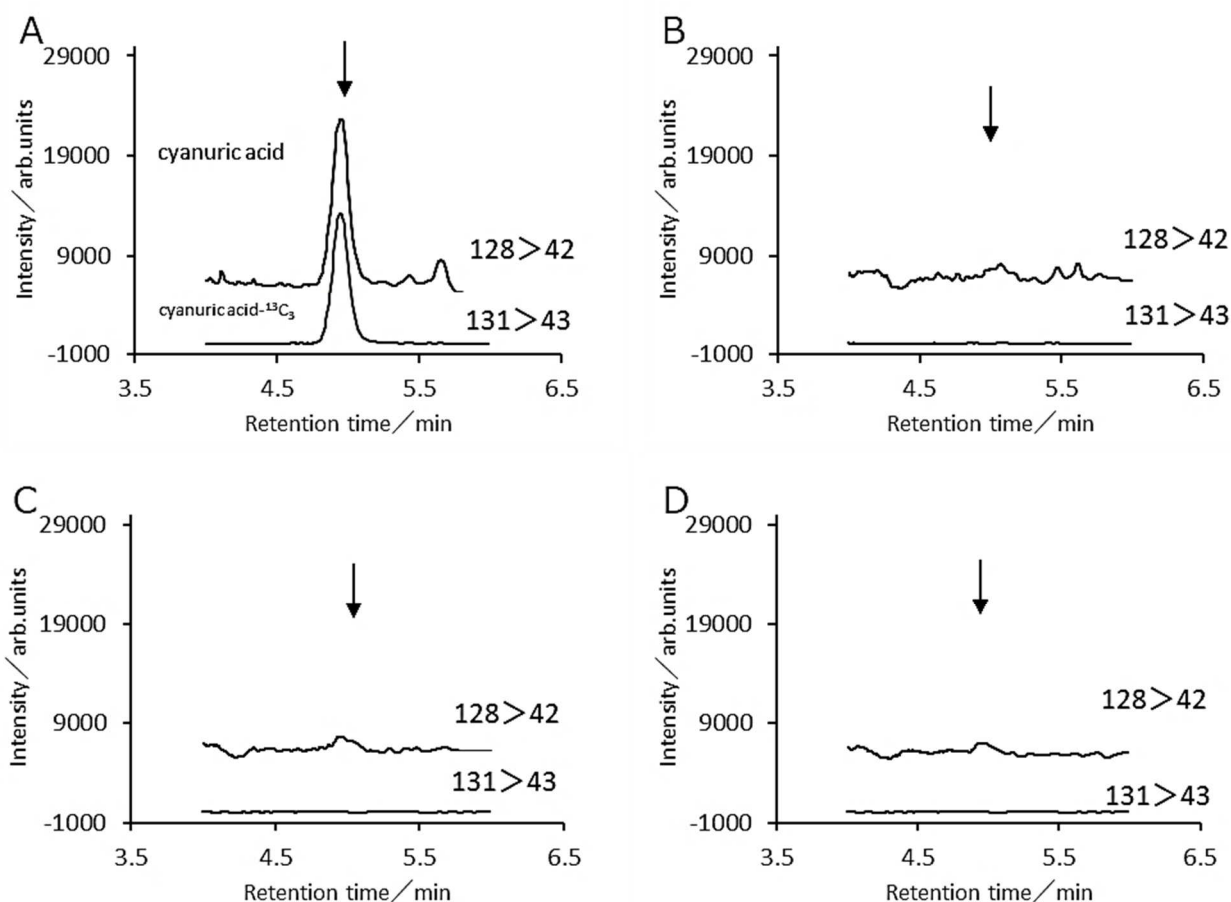 A
29000
19000
9000
-1000
Intensity／arb.units
cyanuric acid
128＞42
cyanuric acid-¹³C₃
131＞43
3.5 4.5 5.5 6.5
Retention time／min
B
29000
19000
9000
-1000
Intensity／arb.units
128＞42
131＞43
3.5 4.5 5.5 6.5
Retention time／min
C
29000
19000
9000
-1000
Intensity／arb.units
128＞42
131＞43
3.5 4.5 5.5 6.5
Retention time／min
D
29000
19000
9000
-1000
Intensity／arb.units
128＞42
131＞43
3.5 4.5 5.5 6.5
Retention time／min